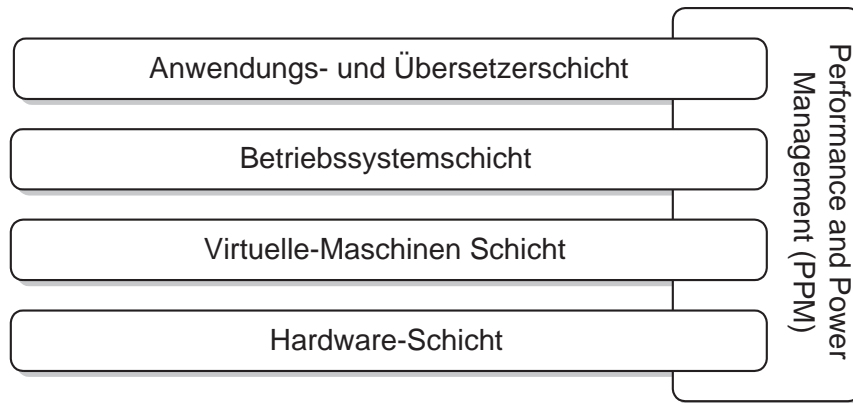 Anwendungs- und Übersetzerschicht
Betriebssystemschicht
Virtuelle-Maschinen Schicht
Hardware-Schicht
Performance and Power
Management (PPM)